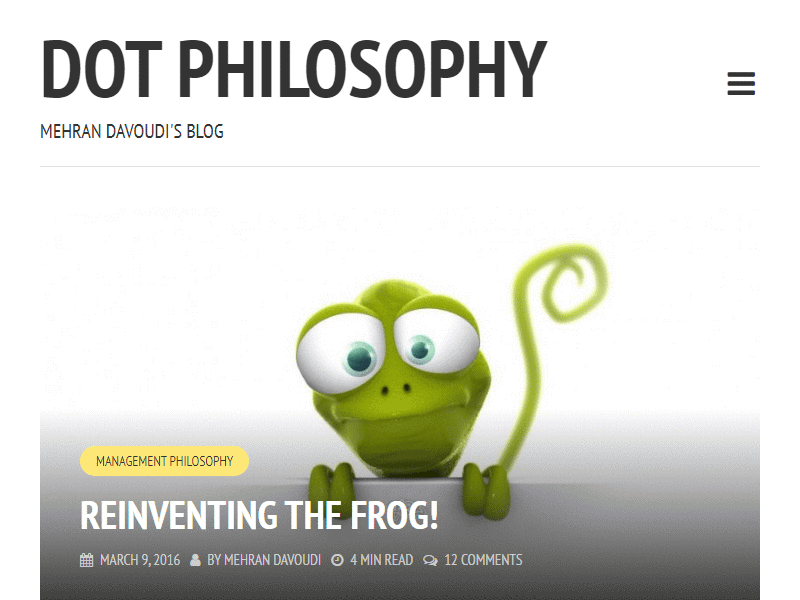 DOT PHILOSOPHY
MEHRAN DAVOUDI'S BLOG
MANAGEMENT PHILOSOPHY
REINVENTING THE FROG!
MARCH 9, 2016 BY MEHRAN DAVOUDI 4 MIN READ 12 COMMENTS